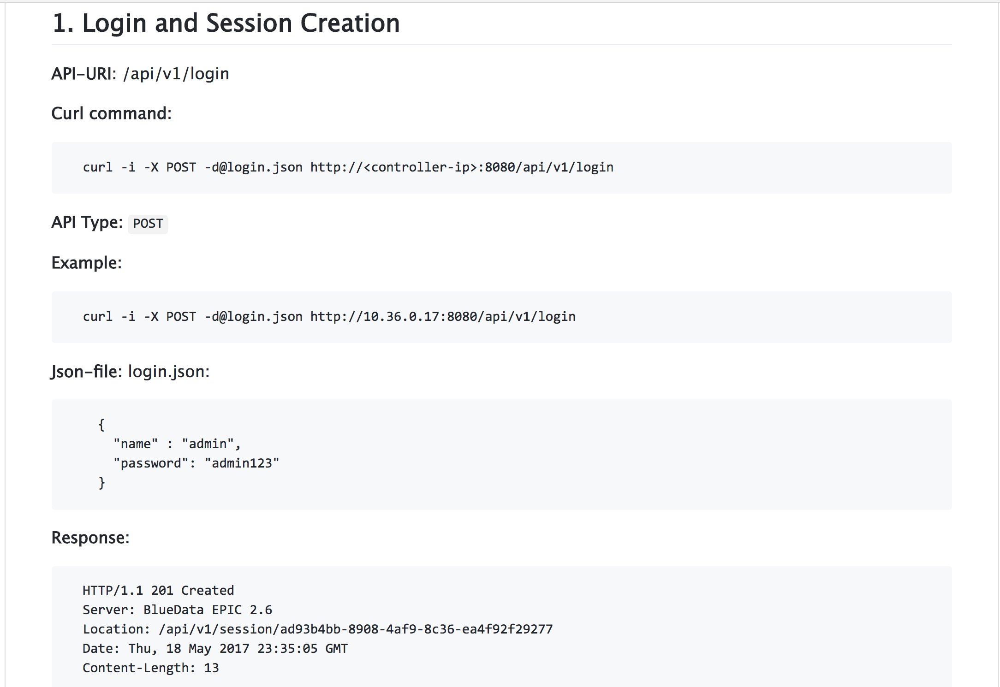 1. Login and Session Creation
API-URI: /api/v1/login
Curl command:
curl -i -X POST -d@login.json http://<controller-ip>:8080/api/v1/login
API Type: POST
Example:
curl -i -X POST -d@login.json http://10.36.0.17:8080/api/v1/login
Json-file: login.json:
{
"name" : "admin",
"password": "admin123"
}
Response:
HTTP/1.1 201 Created
Server: BlueData EPIC 2.6
Location: /api/v1/session/ad93b4bb-8908-4af9-8c36-ea4f92f29277
Date: Thu, 18 May 2017 23:35:05 GMT
Content-Length: 13